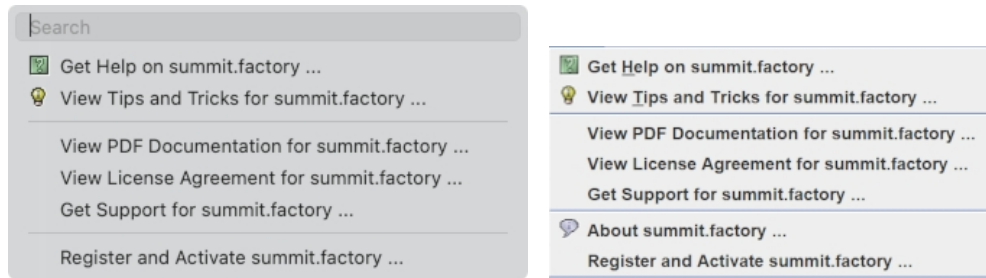 Search
Get Help on summit.factory ...
View Tips and Tricks for summit.factory ...
View PDF Documentation for summit.factory ...
View License Agreement for summit.factory ...
Get Support for summit.factory ...
Register and Activate summit.factory ...
Get Help on summit.factory ...
View Tips and Tricks for summit.factory ...
View PDF Documentation for summit.factory ...
View License Agreement for summit.factory ...
Get Support for summit.factory ...
About summit.factory ...
Register and Activate summit.factory ...